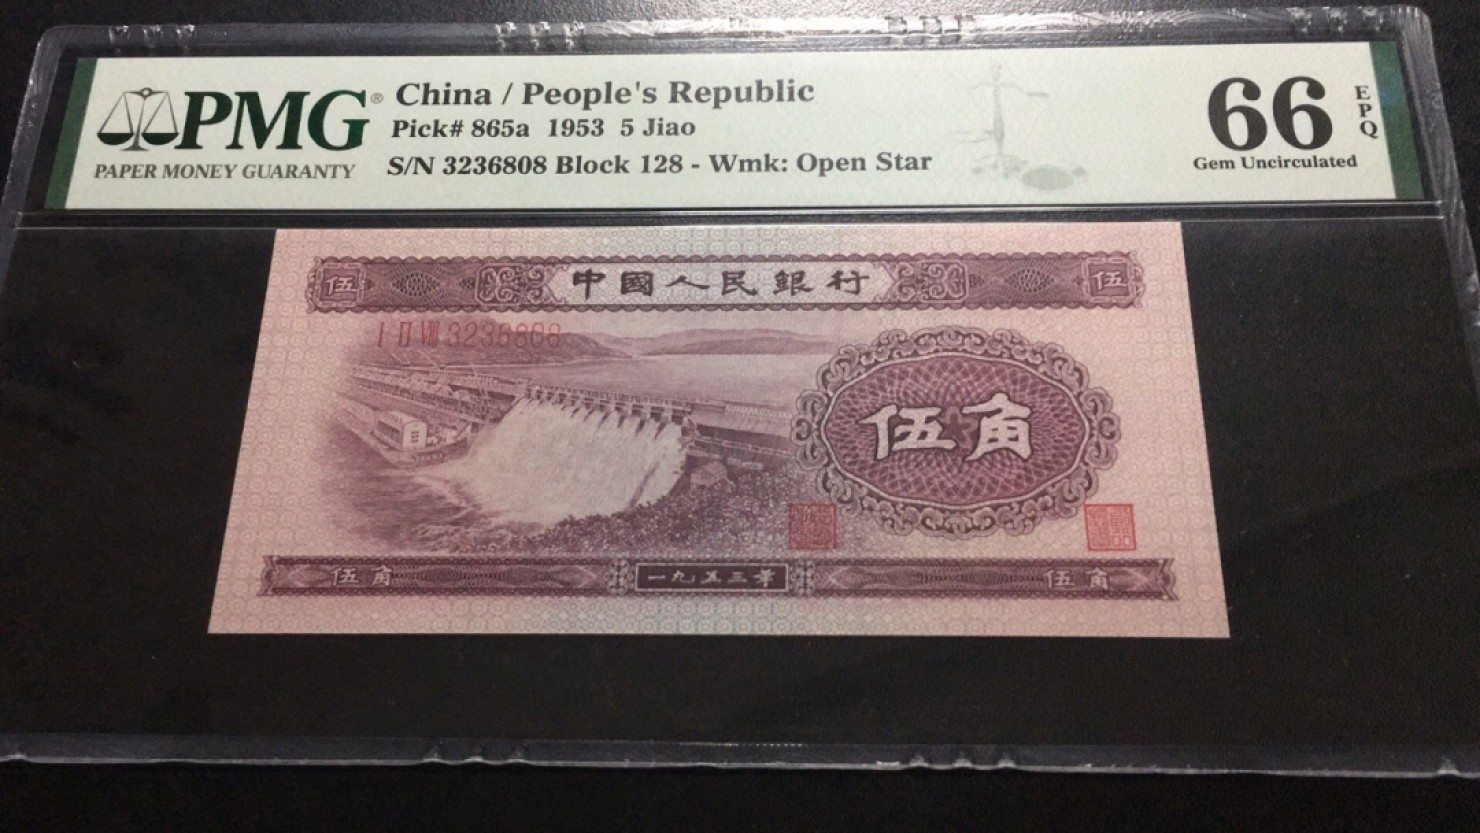 PMG®
PAPER MONEY GUARANTY
China / People's Republic
Pick# 865a 1953 5 Jiao
S/N 3236808 Block 128 - Wmk: Open Star
66
EPQ
Gem Uncirculated
伍 中國人民銀行 伍
I II VIII 3236808
伍角
伍角 一九五三年 伍角